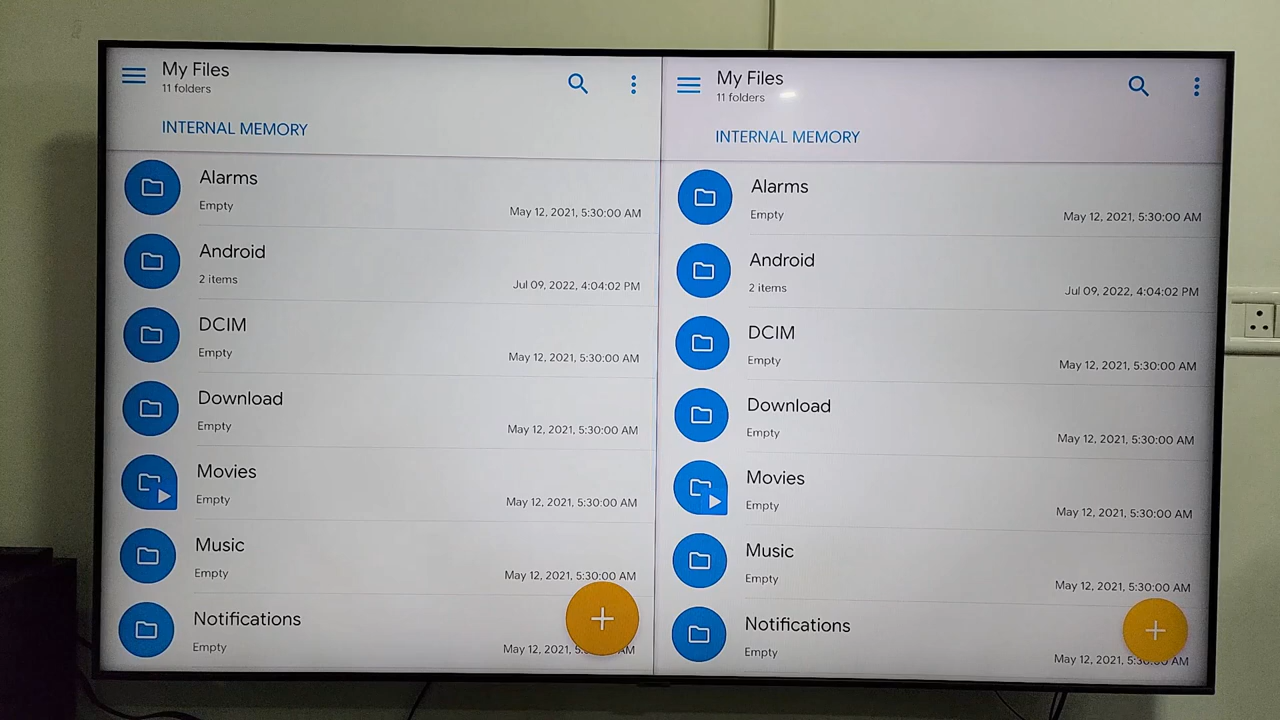 My Files
11 folders
INTERNAL MEMORY
Alarms
Empty
May 12, 2021, 5:30:00 AM
Android
2 items
Jul 09, 2022, 4:04:02 PM
DCIM
Empty
May 12, 2021, 5:30:00 AM
Download
Empty
May 12, 2021, 5:30:00 AM
Movies
Empty
May 12, 2021, 5:30:00 AM
Music
Empty
May 12, 2021, 5:30:00 AM
Notifications
Empty
May 12, 2021, AM
My Files
11 folders
INTERNAL MEMORY
Alarms
Empty
May 12, 2021, 5:30:00 AM
Android
2 items
Jul 09, 2022, 4:04:02 PM
DCIM
Empty
May 12, 2021, 5:30:00 AM
Download
Empty
May 12, 2021, 5:30:00 AM
Movies
Empty
May 12, 2021, 5:30:00 AM
Music
Empty
May 12, 2021, 5:30:00 AM
Notifications
Empty
May 12, 2021, 5:30:00 AM